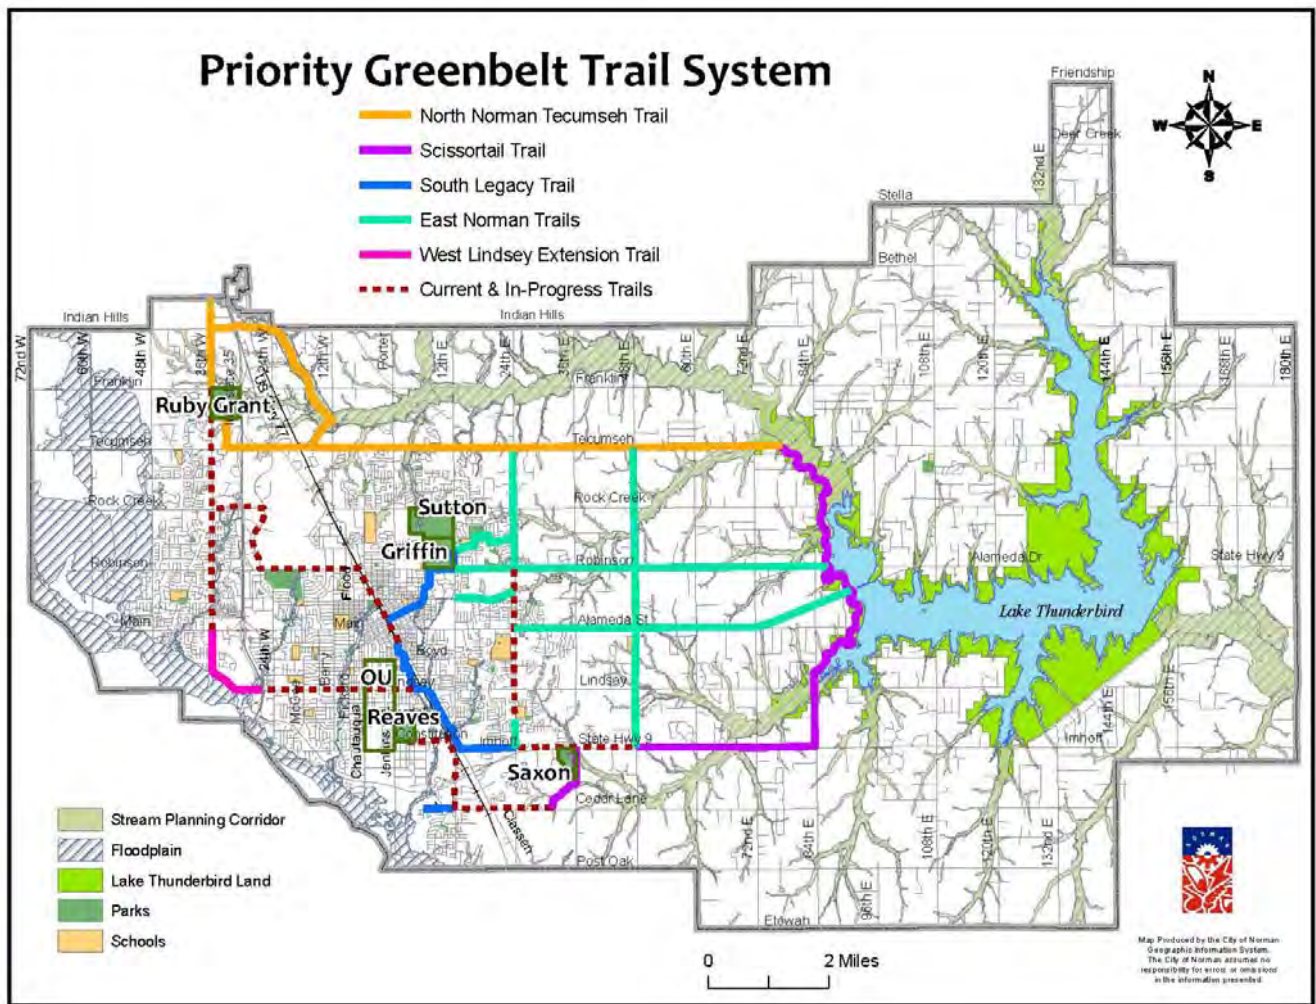 Priority Greenbelt Trail System
North Norman Tecumseh Trail
Scissortail Trail
South Legacy Trail
East Norman Trails
West Lindsey Extension Trail
Current & In-Progress Trails
N
W
E
S
Friendship
Deer Creek
132nd E
Stella
Bethel
Indian Hills
Indian Hills
72nd W
60th W
48th W
36th W
24th W
12th W
Porter
12th E
24th E
36th E
48th E
60th E
72nd E
84th E
108th E
120th E
144th E
156th E
168th E
180th E
Franklin
Franklin
Ruby Grant
Tecumseh
Tecumseh
Rock Creek
Rock Creek
Sutton
Griffin
Robinson
Robinson
Alameda Dr
State Hwy 9
Flood
Main
Main
Alameda St
Lake Thunderbird
24th W
Berry
Boyd
OU
Lindsey
Lindsey
McGee
Pickard
Reaves
Constitution
Chautauqua
Jenkins
Imhoff
State Hwy 9
Imhoff
144th E
156th E
Saxon
Cedar Lane
Classen
Post Oak
72nd E
84th E
96th E
108th E
120th E
132nd E
Etowah
Stream Planning Corridor
Floodplain
Lake Thunderbird Land
Parks
Schools
0
2 Miles
Map Produced by the City of Norman
Geographic Information System.
The City of Norman assumes no
responsibility for errors or omissions
in the information presented.